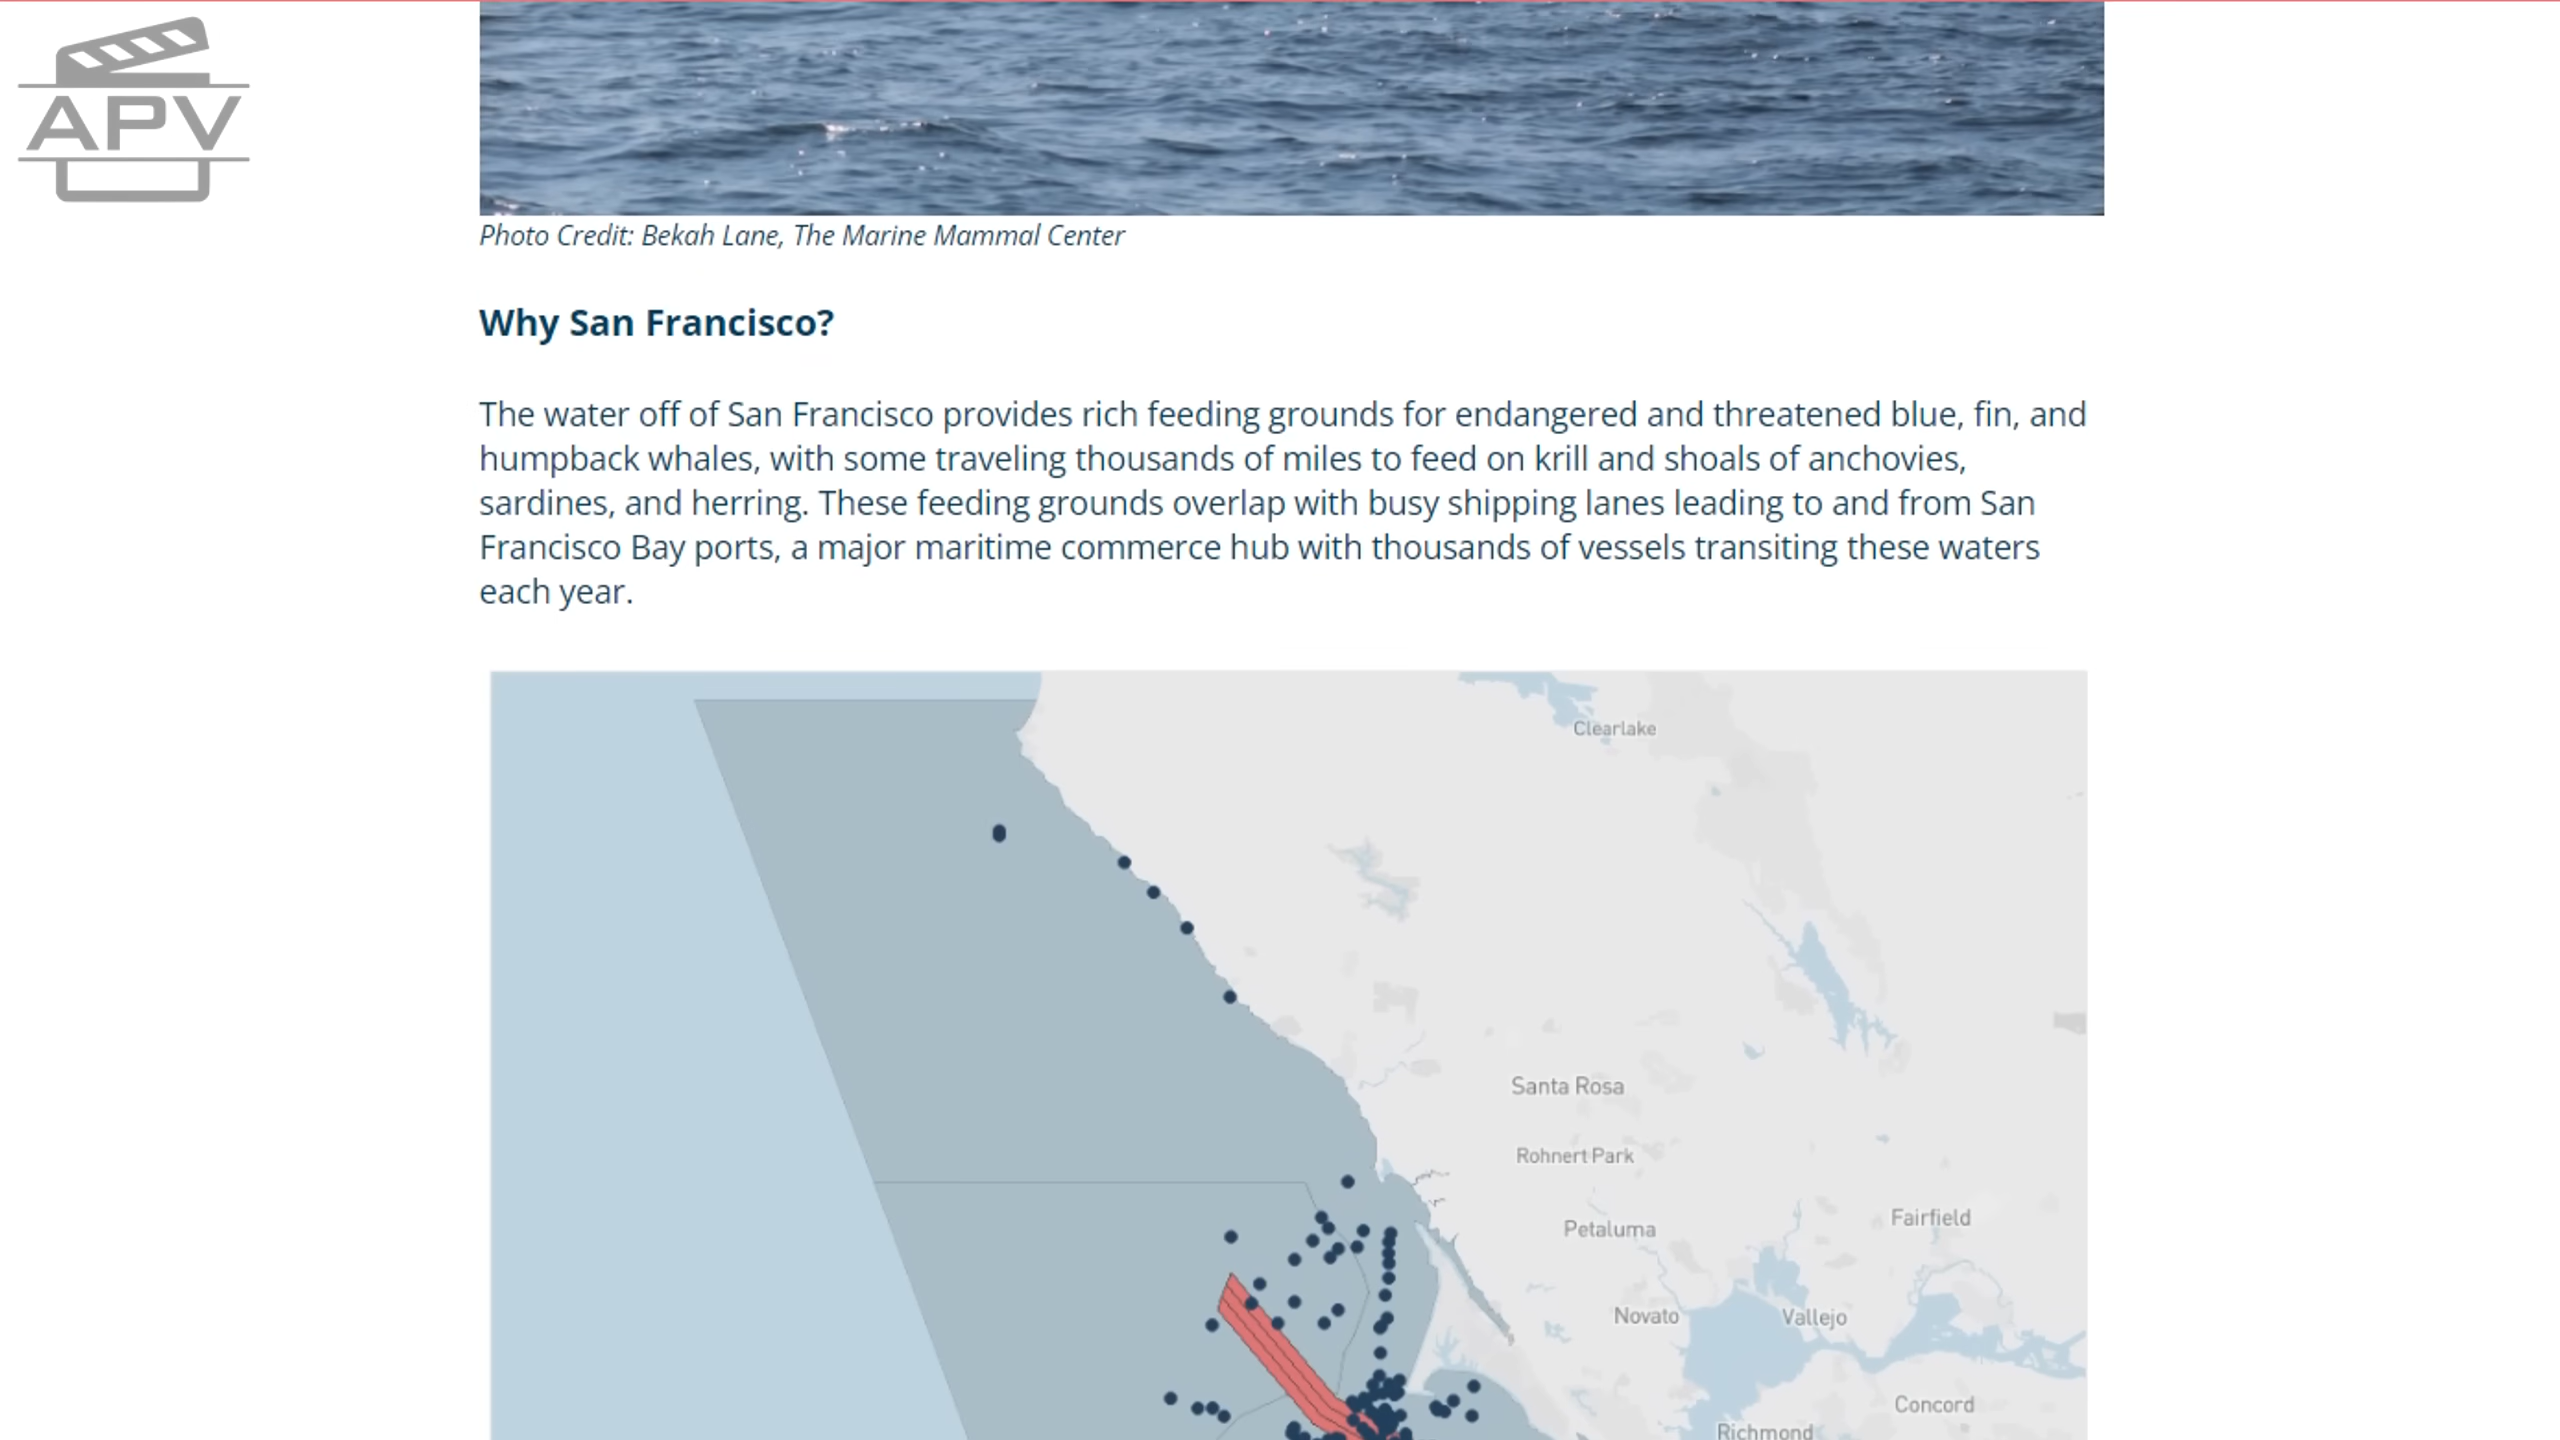 APV
Photo Credit: Bekah Lane, The Marine Mammal Center
Why San Francisco?
The water off of San Francisco provides rich feeding grounds for endangered and threatened blue, fin, and
humpback whales, with some traveling thousands of miles to feed on krill and shoals of anchovies,
sardines, and herring. These feeding grounds overlap with busy shipping lanes leading to and from San
Francisco Bay ports, a major maritime commerce hub with thousands of vessels transiting these waters
each year.
Clearlake
Santa Rosa
Rohnert Park
Fairfield
Petaluma
Novato
Vallejo
Concord
Richmond